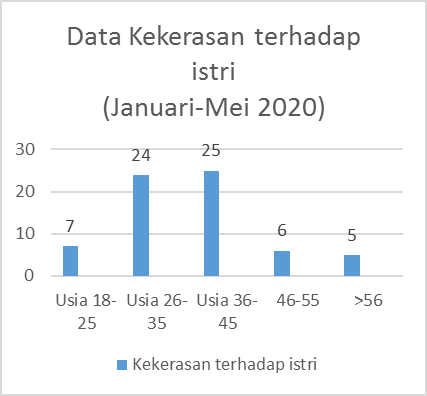 Data Kekerasan terhadap
istri
(Januari-Mei 2020)
30
20
10
0
7
24
25
6
5
Usia 18-
25
Usia 26-
35
Usia 36-
45
46-55
>56
Kekerasan terhadap istri